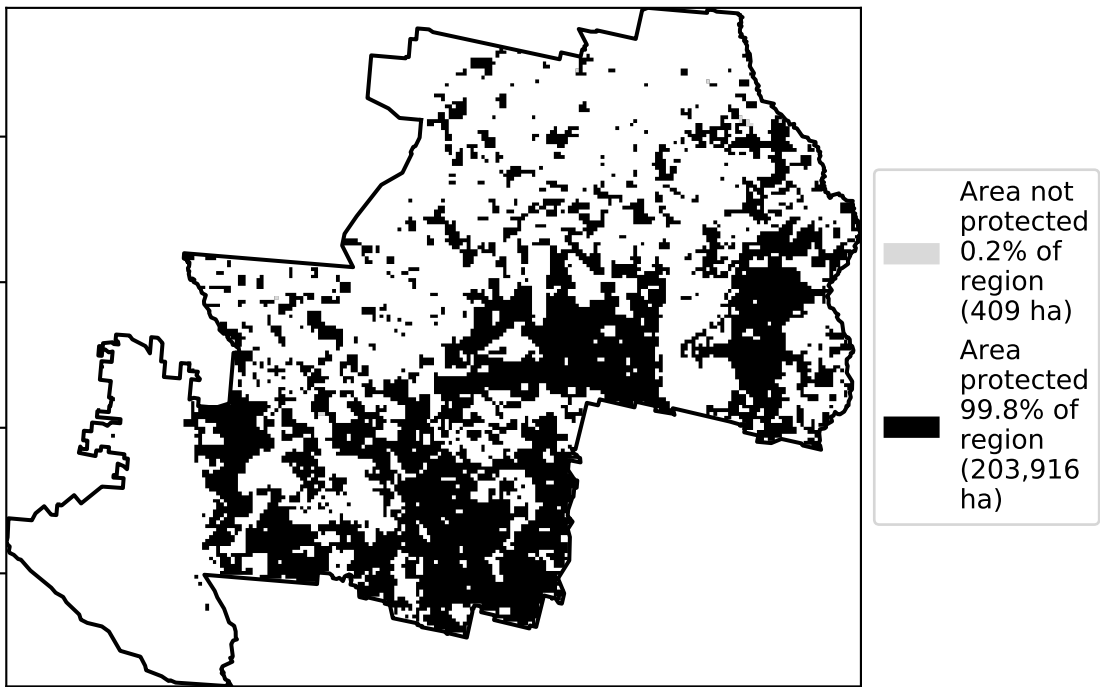 Area not
protected
0.2% of
region
(409 ha)
Area
protected
99.8% of
region
(203,916
ha)